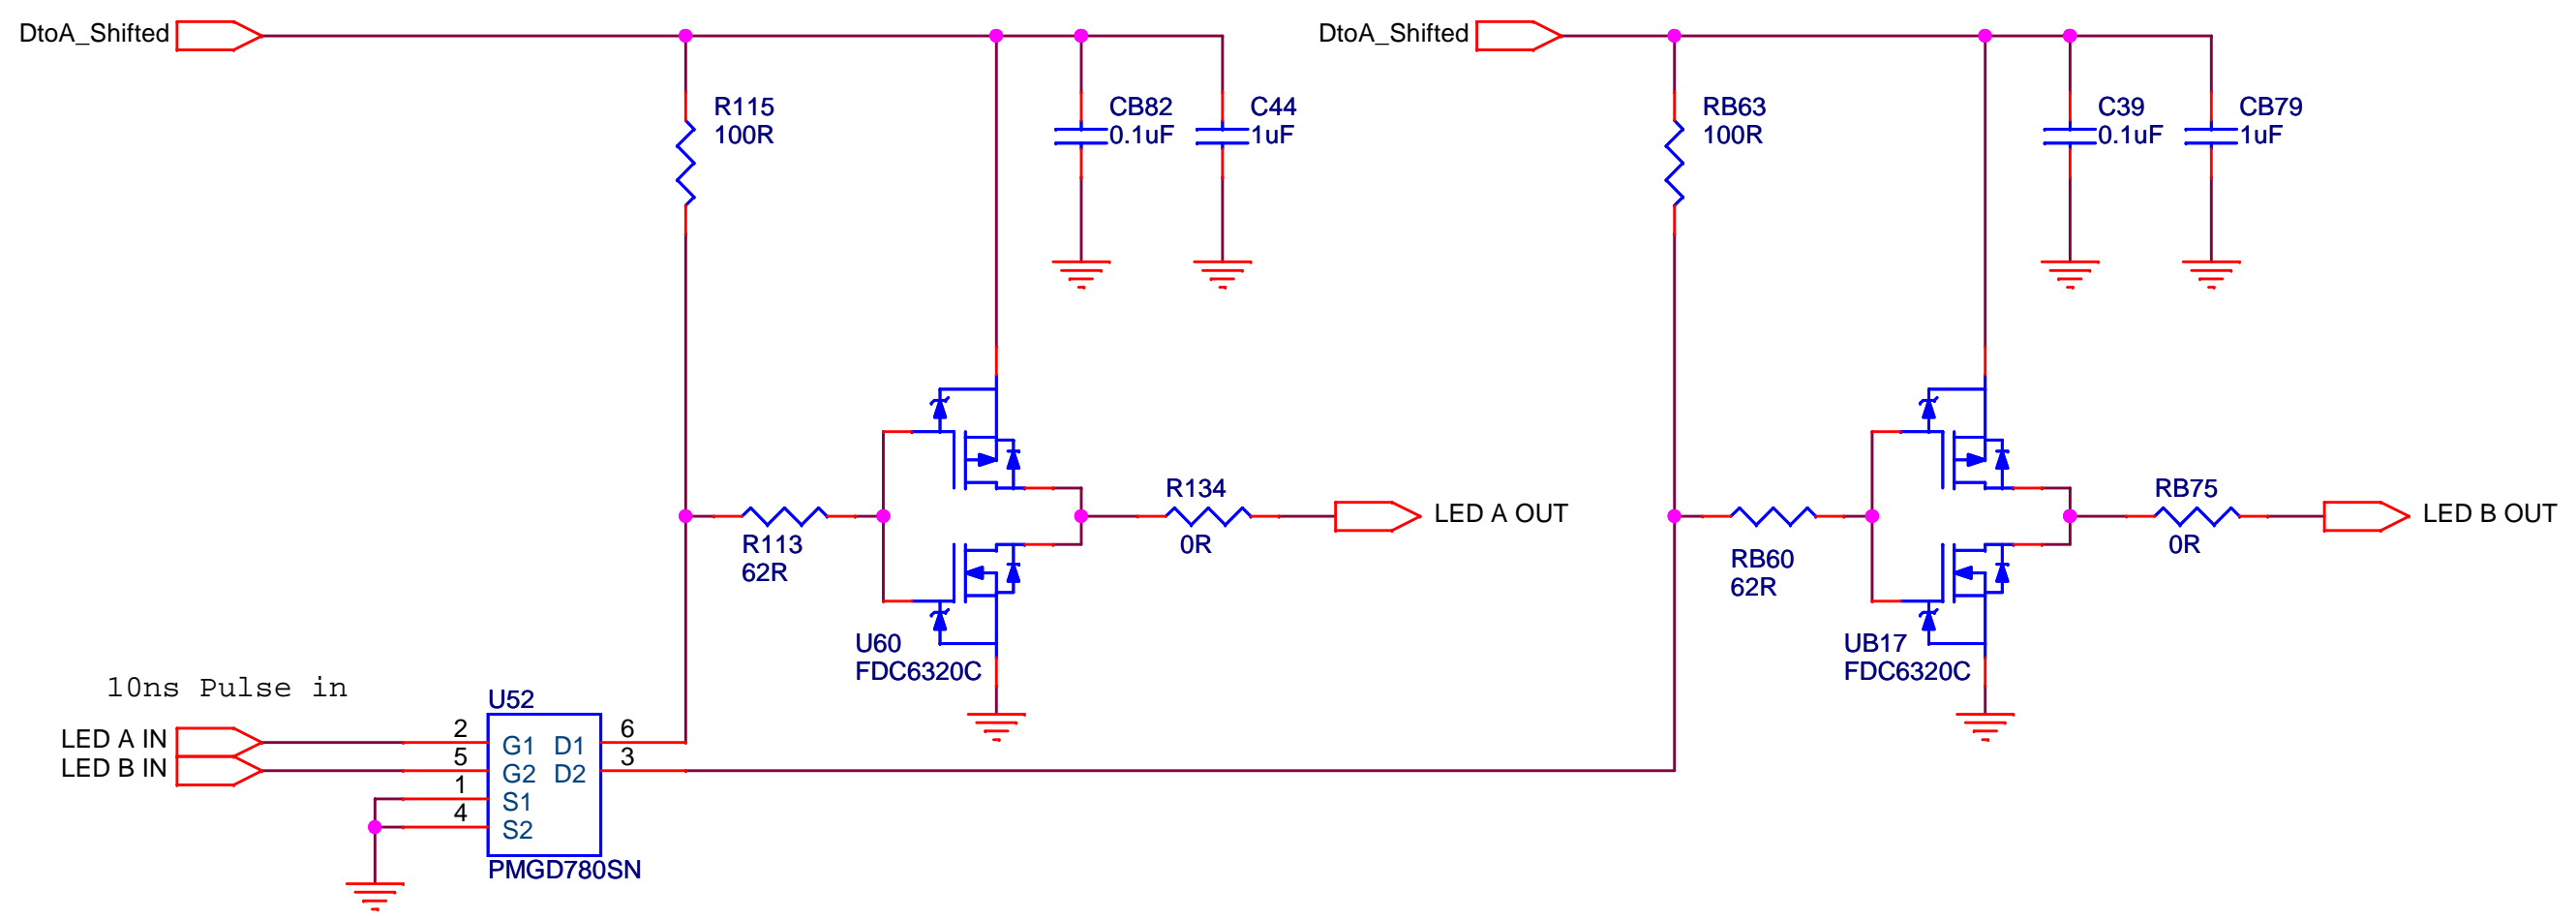 DtoA_Shifted
R115
100R
CB82
0.1uF
C44
1uF
DtoA_Shifted
RB63
100R
C39
0.1uF
CB79
1uF
R113
62R
R134
0R
LED A OUT
U60
FDC6320C
RB60
62R
RB75
0R
LED B OUT
UB17
FDC6320C
10ns Pulse in
LED A IN
LED B IN
U52
2
5
1
4
G1 D1
G2 D2
S1
S2
6
3
PMGD780SN